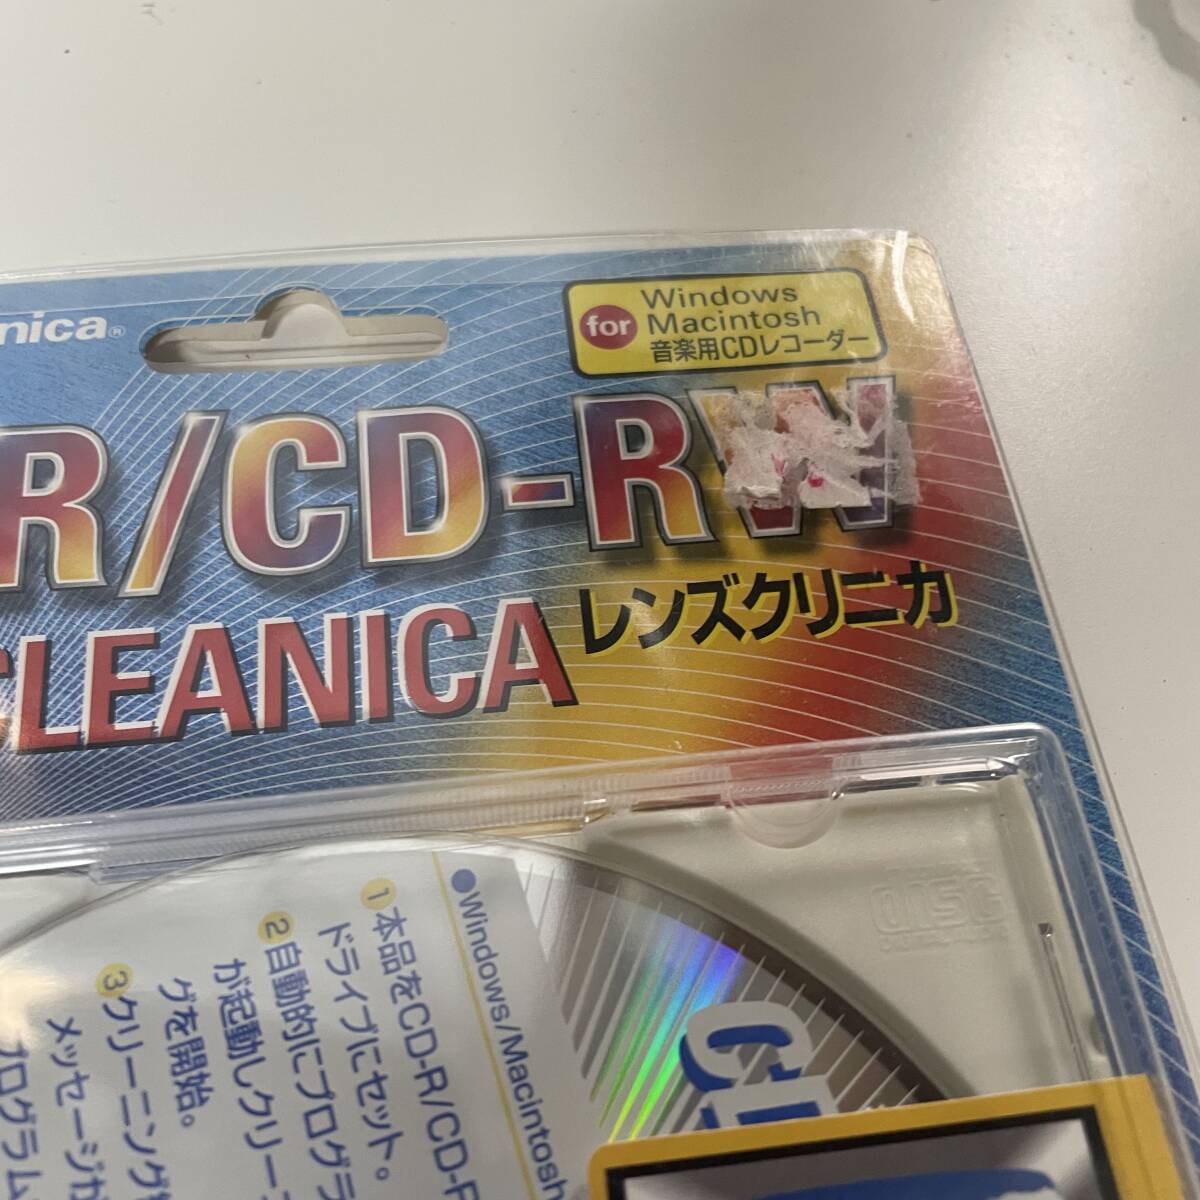 nica®
for
Windows
Macintosh
音楽用CDレコーダー
R/CD-RW
CLEANICA
レンズクリニカ
DISC
●Windows/Macintosh
①本品をCD-R/CD-R
ドライブにセット。
②自動的にプログラ
が起動しクリーニ
グを開始。
③クリーニング
メッセージが
プログラム